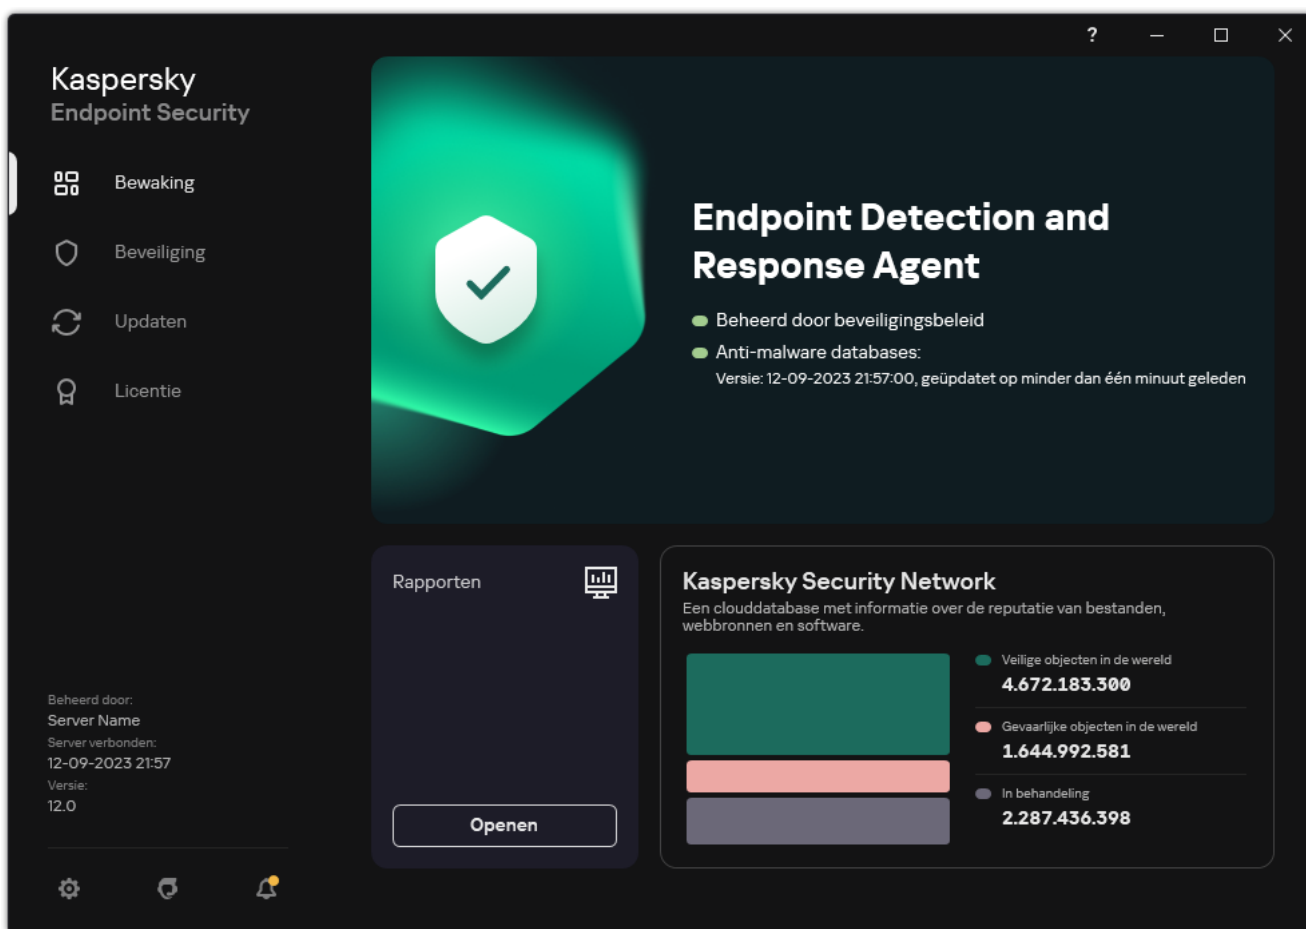 ?
Kaspersky
Endpoint Security
Bewaking
Beveiliging
Updaten
Licentie
Beheerd door:
Server Name
Server verbonden:
12-09-2023 21:57
Versie:
12.0
Endpoint Detection and
Response Agent
Beheerd door beveiligingsbeleid
Anti-malware databases:
Versie: 12-09-2023 21:57:00, geüpdatet op minder dan één minuut geleden
Rapporten
Openen
Kaspersky Security Network
Een clouddatabase met informatie over de reputatie van bestanden,
webbronnen en software.
Veilige objecten in de wereld
4.672.183.300
Gevaarlijke objecten in de wereld
1.644.992.581
In behandeling
2.287.436.398